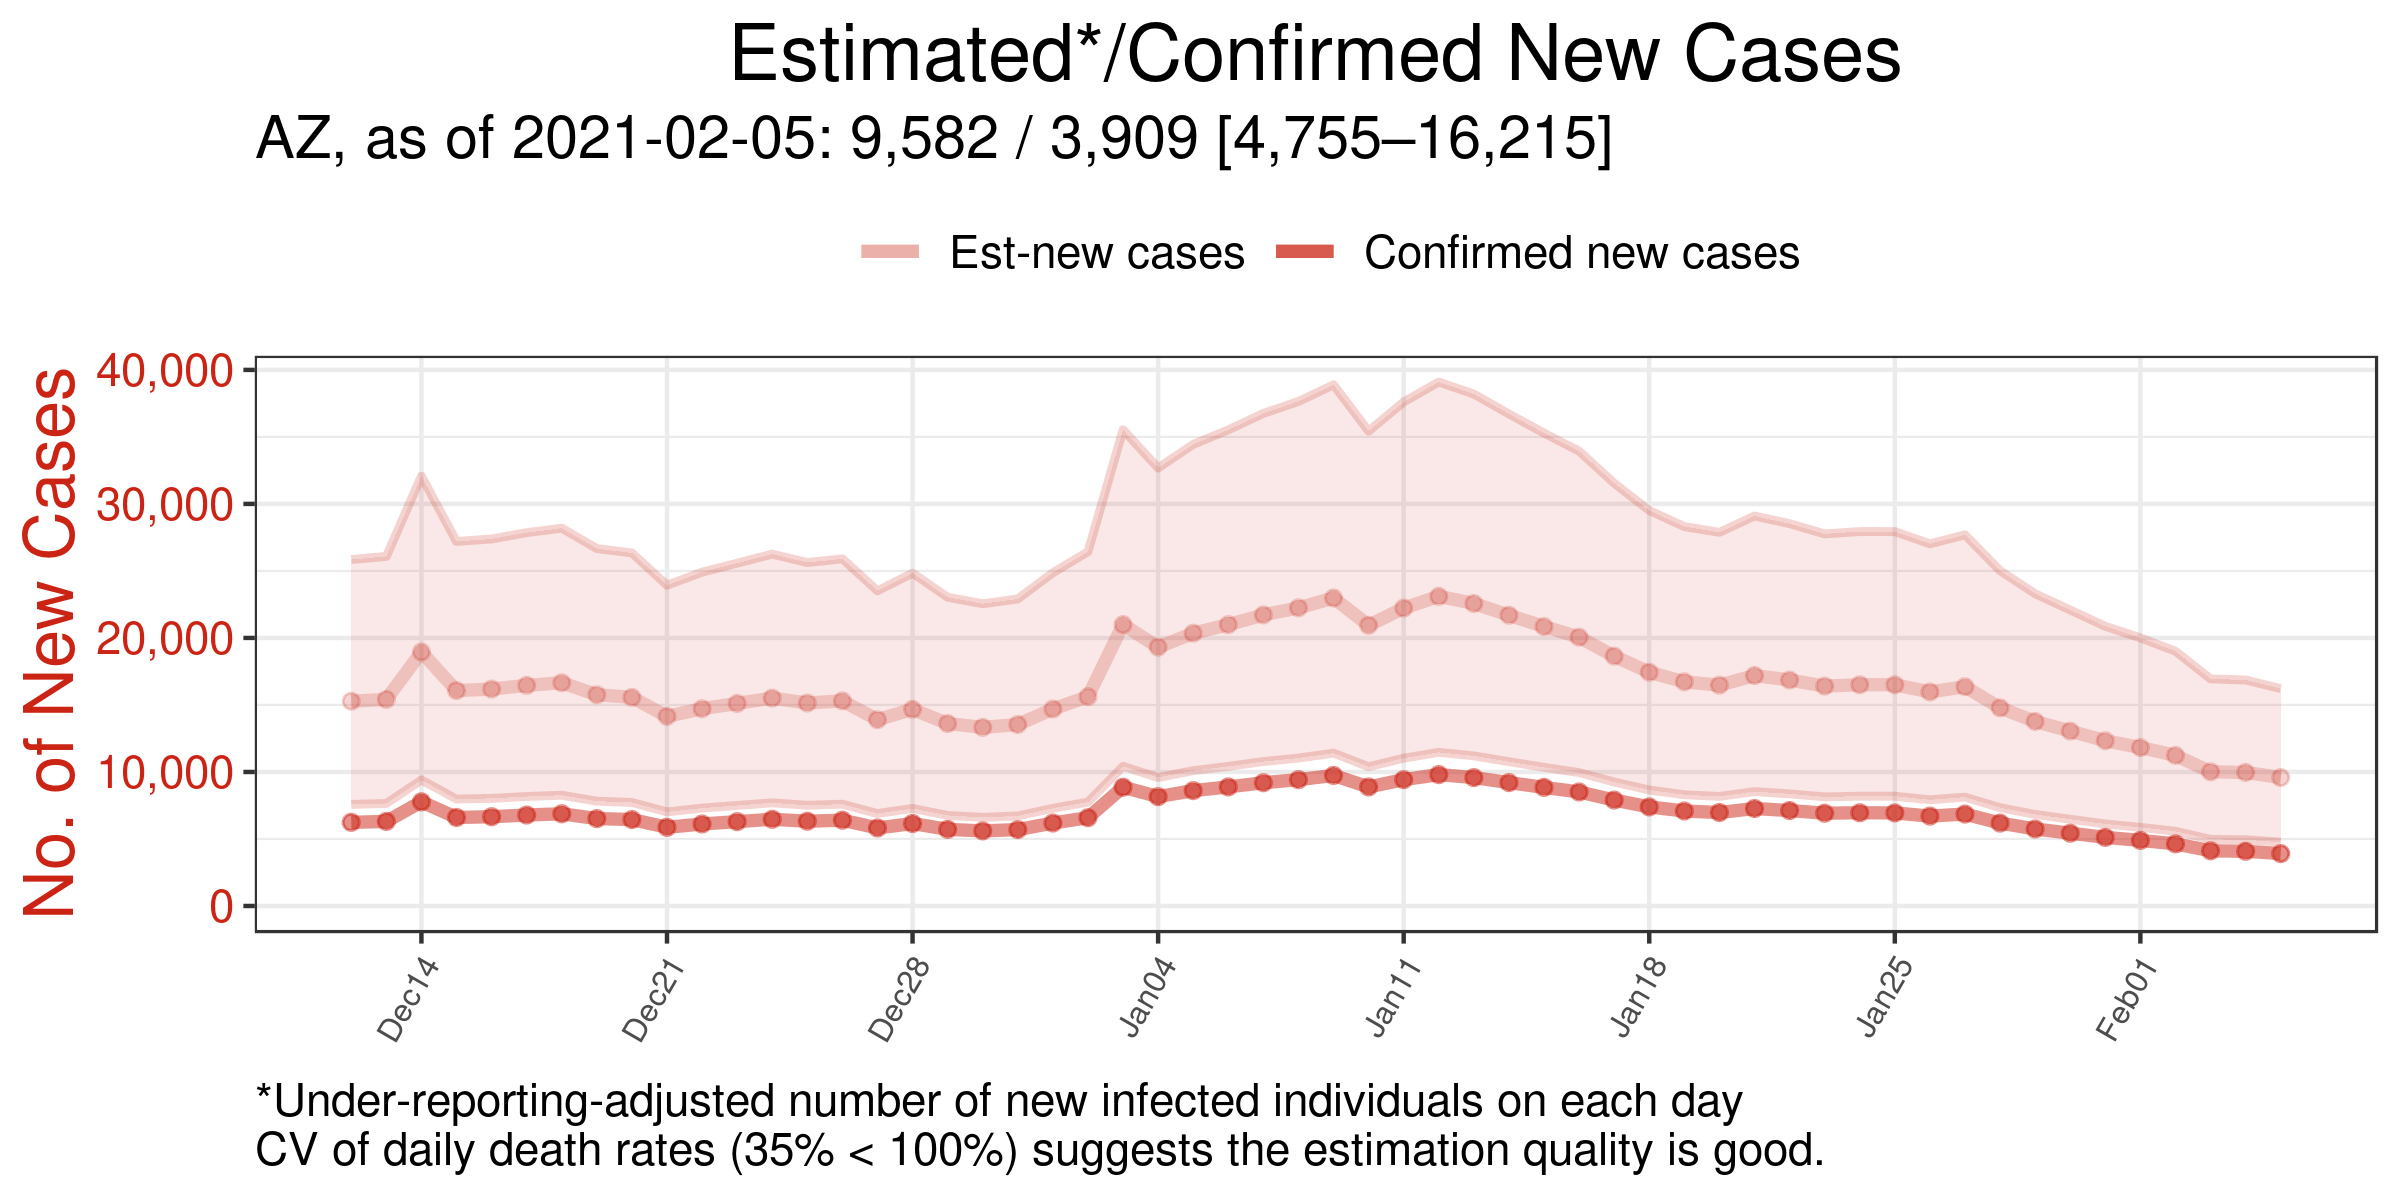 Estimated*/Confirmed New Cases
AZ, as of 2021-02-05: 9,582 / 3,909 [4,755–16,215]
Est-new cases
Confirmed new cases
No. of New Cases
40,000
30,000
20,000
10,000
0
Dec14
Dec21
Dec28
Jan04
Jan11
Jan18
Jan25
Feb01
*Under-reporting-adjusted number of new infected individuals on each day
CV of daily death rates (35% < 100%) suggests the estimation quality is good.